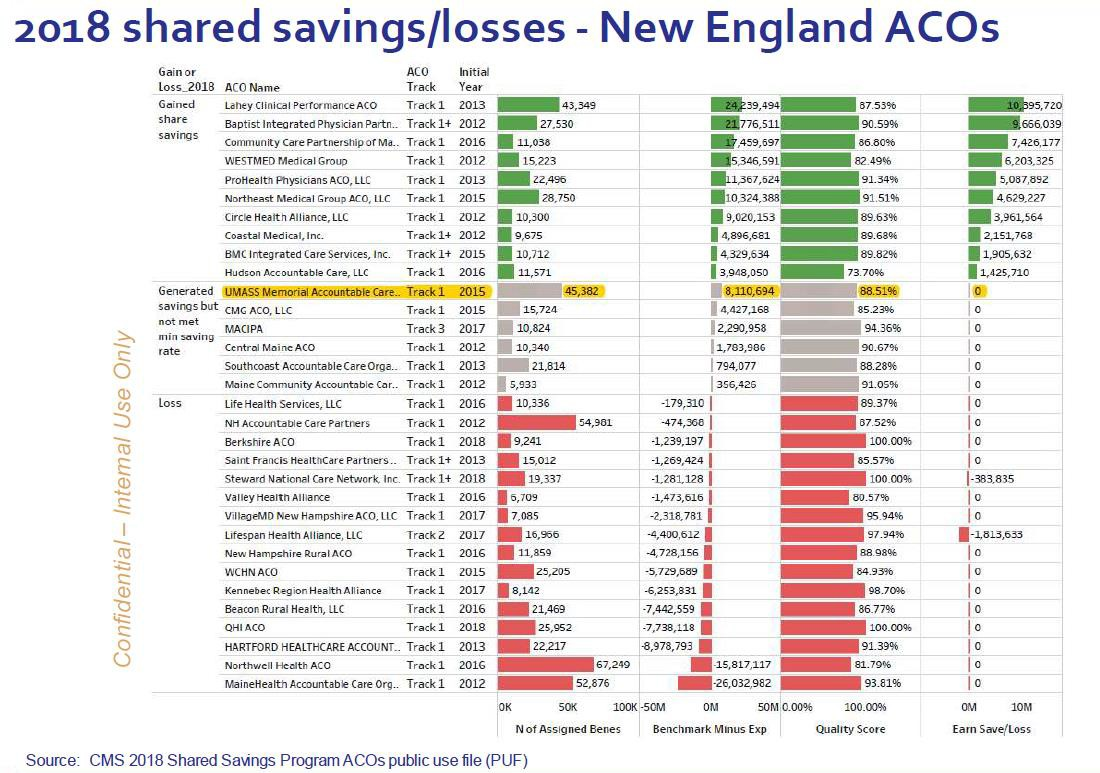 2018 shared savings/losses - New England ACOs
Gain or Loss_2018 ACO Name ACO Track Initial Year
Gained share savings
Lahey Clinical Performance ACO Track 1 2013 43,349 24,239,494 87.53% 10,395,720
Baptist Integrated Physician Partn.. Track 1+ 2012 27,530 21,776,511 90.59% 9,666,039
Community Care Partnership of Ma.. Track 1 2016 11,038 17,459,697 86.80% 7,426,177
WESTMED Medical Group Track 1 2012 15,223 15,346,591 82.49% 6,203,325
ProHealth Physicians ACO, LLC Track 1 2013 22,496 11,367,624 91.34% 5,087,892
Northeast Medical Group ACO, LLC Track 1 2015 28,750 10,324,388 91.51% 4,629,227
Circle Health Alliance, LLC Track 1 2012 10,300 9,020,153 89.63% 3,961,564
Coastal Medical, Inc. Track 1+ 2012 9,675 4,896,681 89.68% 2,151,768
BMC Integrated Care Services, Inc. Track 1+ 2015 10,712 4,329,634 89.82% 1,905,632
Hudson Accountable Care, LLC Track 1 2016 11,571 3,948,050 73.70% 1,425,710
Generated savings but not met min saving rate
UMASS Memorial Accountable Care.. Track 1 2015 45,382 8,110,694 88.51% 0
CMG ACO, LLC Track 1 2015 15,724 4,427,168 85.23% 0
MACIPA Track 3 2017 10,824 2,290,958 94.36% 0
Central Maine ACO Track 1 2012 10,340 1,783,986 90.67% 0
Southcoast Accountable Care Orga.. Track 1 2013 21,814 794,077 88.28% 0
Maine Community Accountable Car.. Track 1 2012 5,933 356,426 91.05% 0
Loss
Life Health Services, LLC Track 1 2016 10,336 -179,310 89.37% 0
NH Accountable Care Partners Track 1 2012 54,981 -474,368 87.52% 0
Berkshire ACO Track 1 2018 9,241 -1,239,197 100.00% 0
Saint Francis HealthCare Partners .. Track 1+ 2013 15,012 -1,269,424 85.57% 0
Steward National Care Network, Inc. Track 1+ 2018 19,337 -1,281,128 100.00% -383,835
Valley Health Alliance Track 1 2016 6,709 -1,473,616 80.57% 0
VillageMD New Hampshire ACO, LLC Track 1 2017 7,085 -2,318,781 95.94% 0
Lifespan Health Alliance, LLC Track 2 2017 16,966 -4,400,612 97.94% -1,813,633
New Hampshire Rural ACO Track 1 2016 11,859 -4,728,156 88.98% 0
WCHN ACO Track 1 2015 25,205 -5,729,689 84.93% 0
Kennebec Region Health Alliance Track 1 2017 8,142 -6,253,831 98.70% 0
Beacon Rural Health, LLC Track 1 2016 21,469 -7,442,559 86.77% 0
QHI ACO Track 1 2018 25,952 -7,738,118 100.00% 0
HARTFORD HEALTHCARE ACCOUNT.. Track 1 2013 22,217 -8,978,793 91.39% 0
Northwell Health ACO Track 1 2016 67,249 -15,817,117 81.79% 0
MaineHealth Accountable Care Org.. Track 1 2012 52,876 -26,032,982 93.81% 0
0K 50K 100K -50M 0M 50M 0.00% 100.00% 0M 10M
N of Assigned Benes Benchmark Minus Exp Quality Score Earn Save/Loss
Confidential – Internal Use Only
Source: CMS 2018 Shared Savings Program ACOs public use file (PUF)